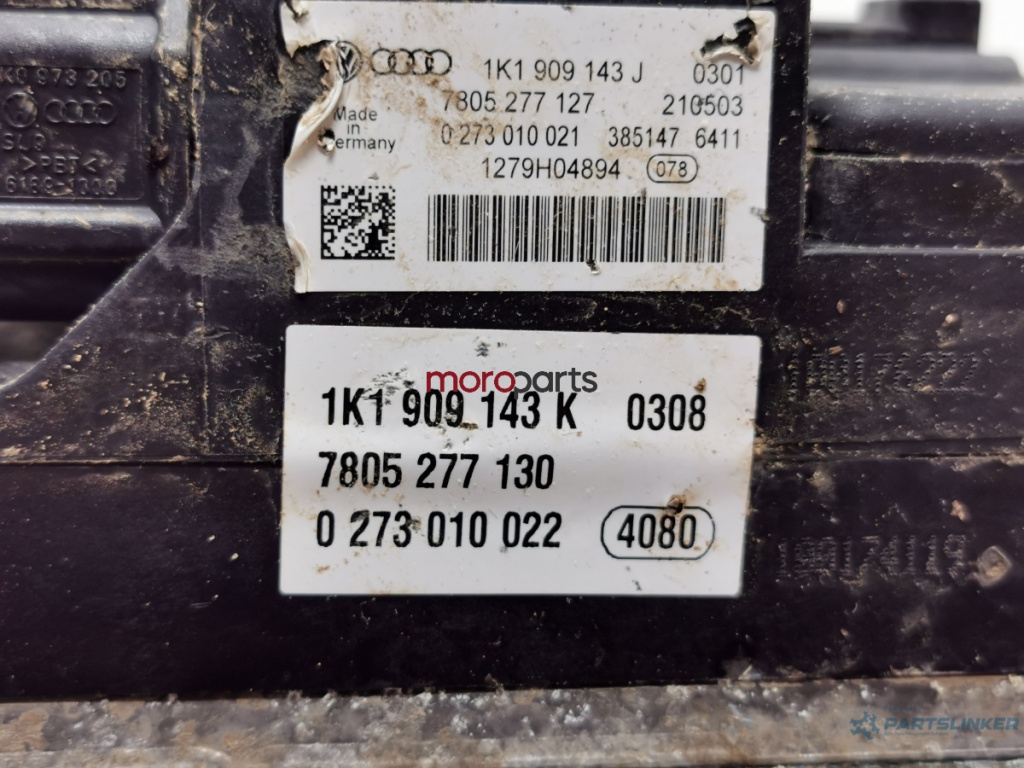 1K1 909 143 J 0301
7805 277 127 210503
Made
in
Germany
0 273 010 021 385147 6411
1279H04894 078
K0 973 205
>PET<
moroparts
1K1 909 143 K 0308
7805 277 130
0 273 010 022 4080
PARTSLINKER